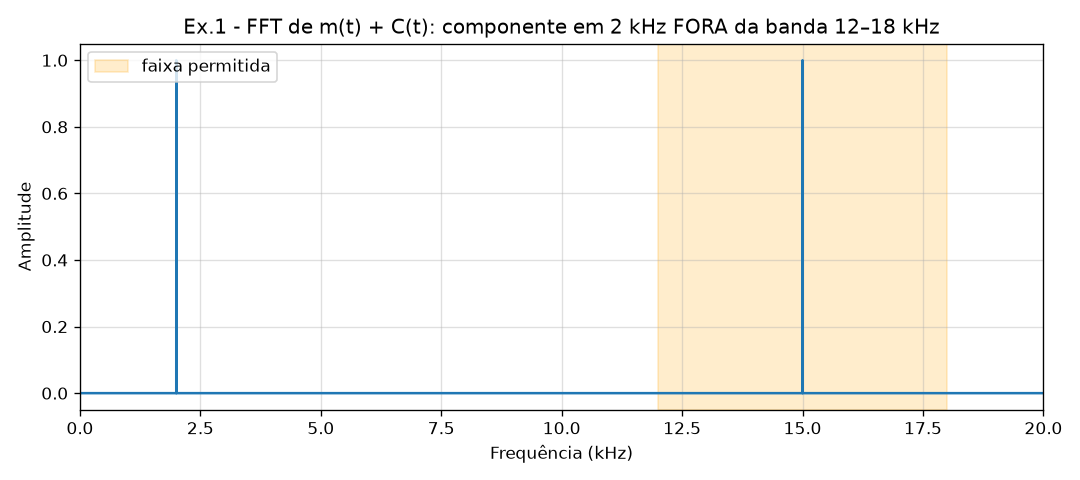 Ex.1 - FFT de m(t) + C(t): componente em 2 kHz FORA da banda 12–18 kHz
faixa permitida
Amplitude
1.0
0.8
0.6
0.4
0.2
0.0
0.0 2.5 5.0 7.5 10.0 12.5 15.0 17.5 20.0
Frequência (kHz)